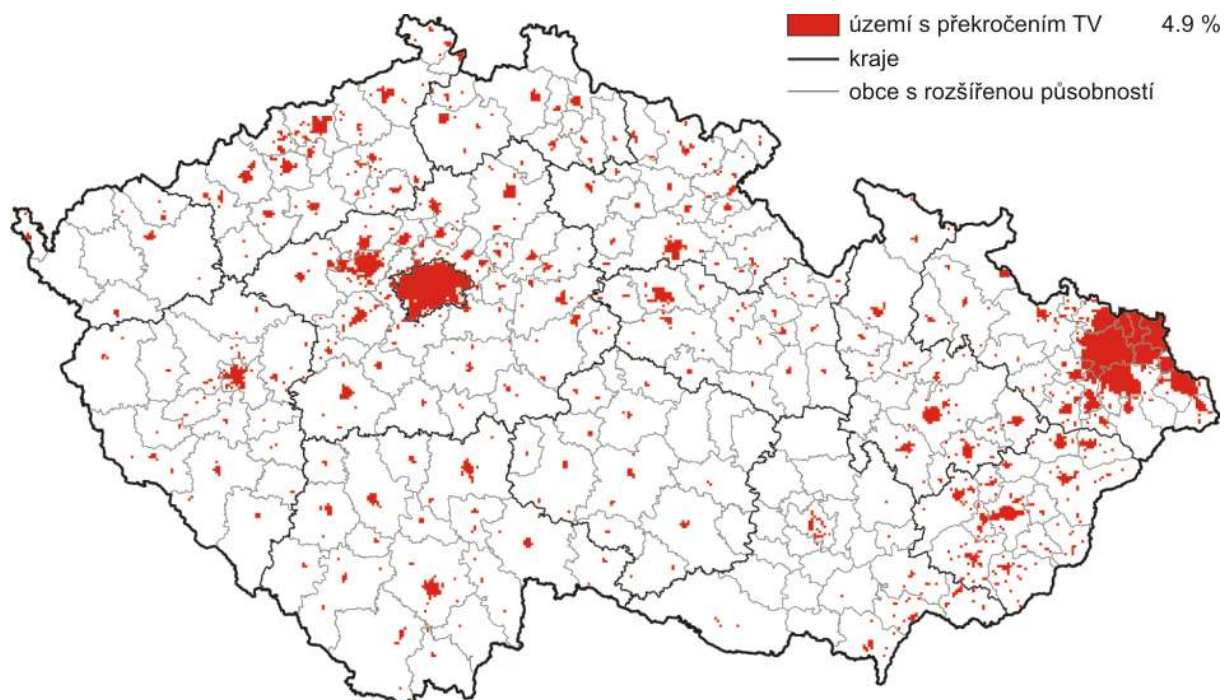 území s překročením TV 4.9 %
kraje
obce s rozšířenou působností